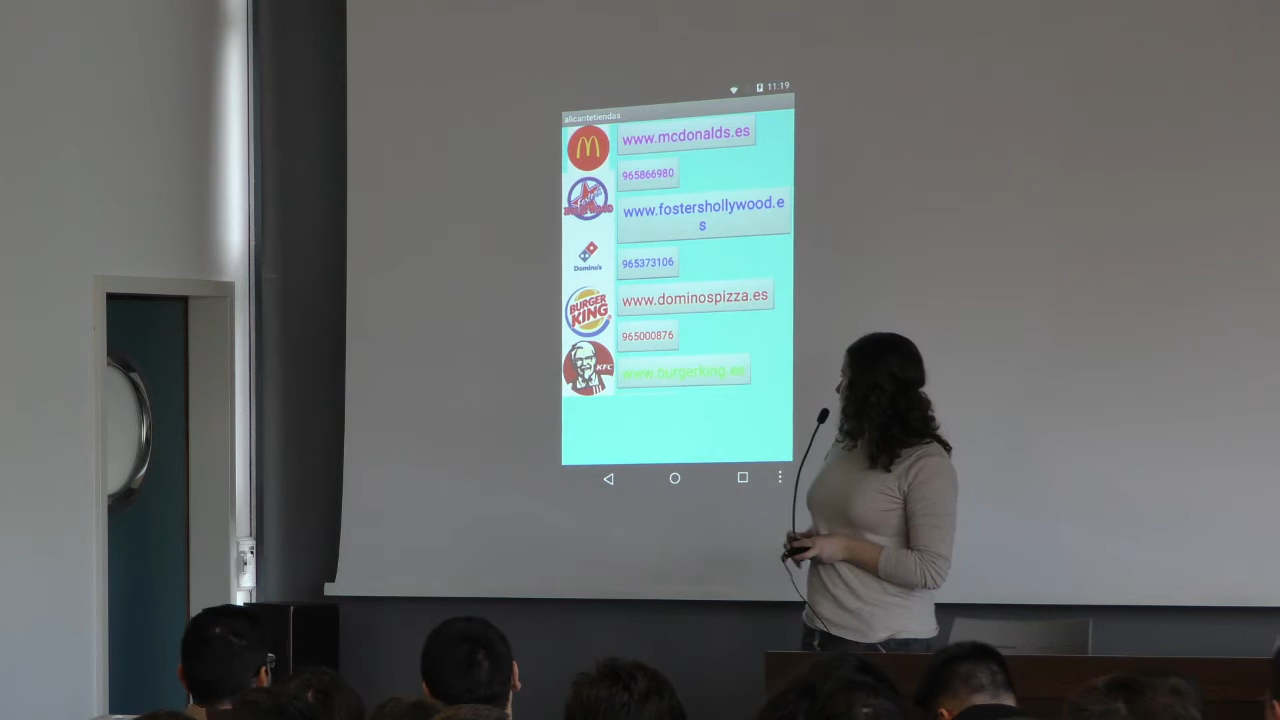 11:19
alicantetiendas
www.mcdonalds.es
965866980
www.fostershollywood.e
s
965373106
Domino's
www.dominospizza.es
BURGER
KING
965000876
KFC
www.burgerking.es